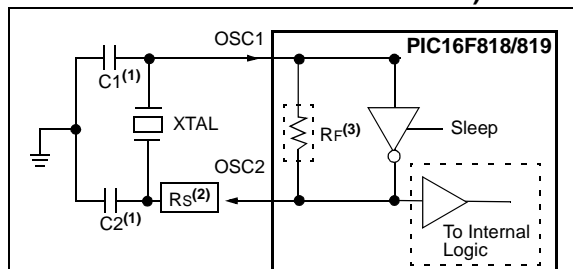 OSC1
PIC16F818/819
C1(1)
XTAL
RF(3)
Sleep
OSC2
RS(2)
C2(1)
To Internal
Logic